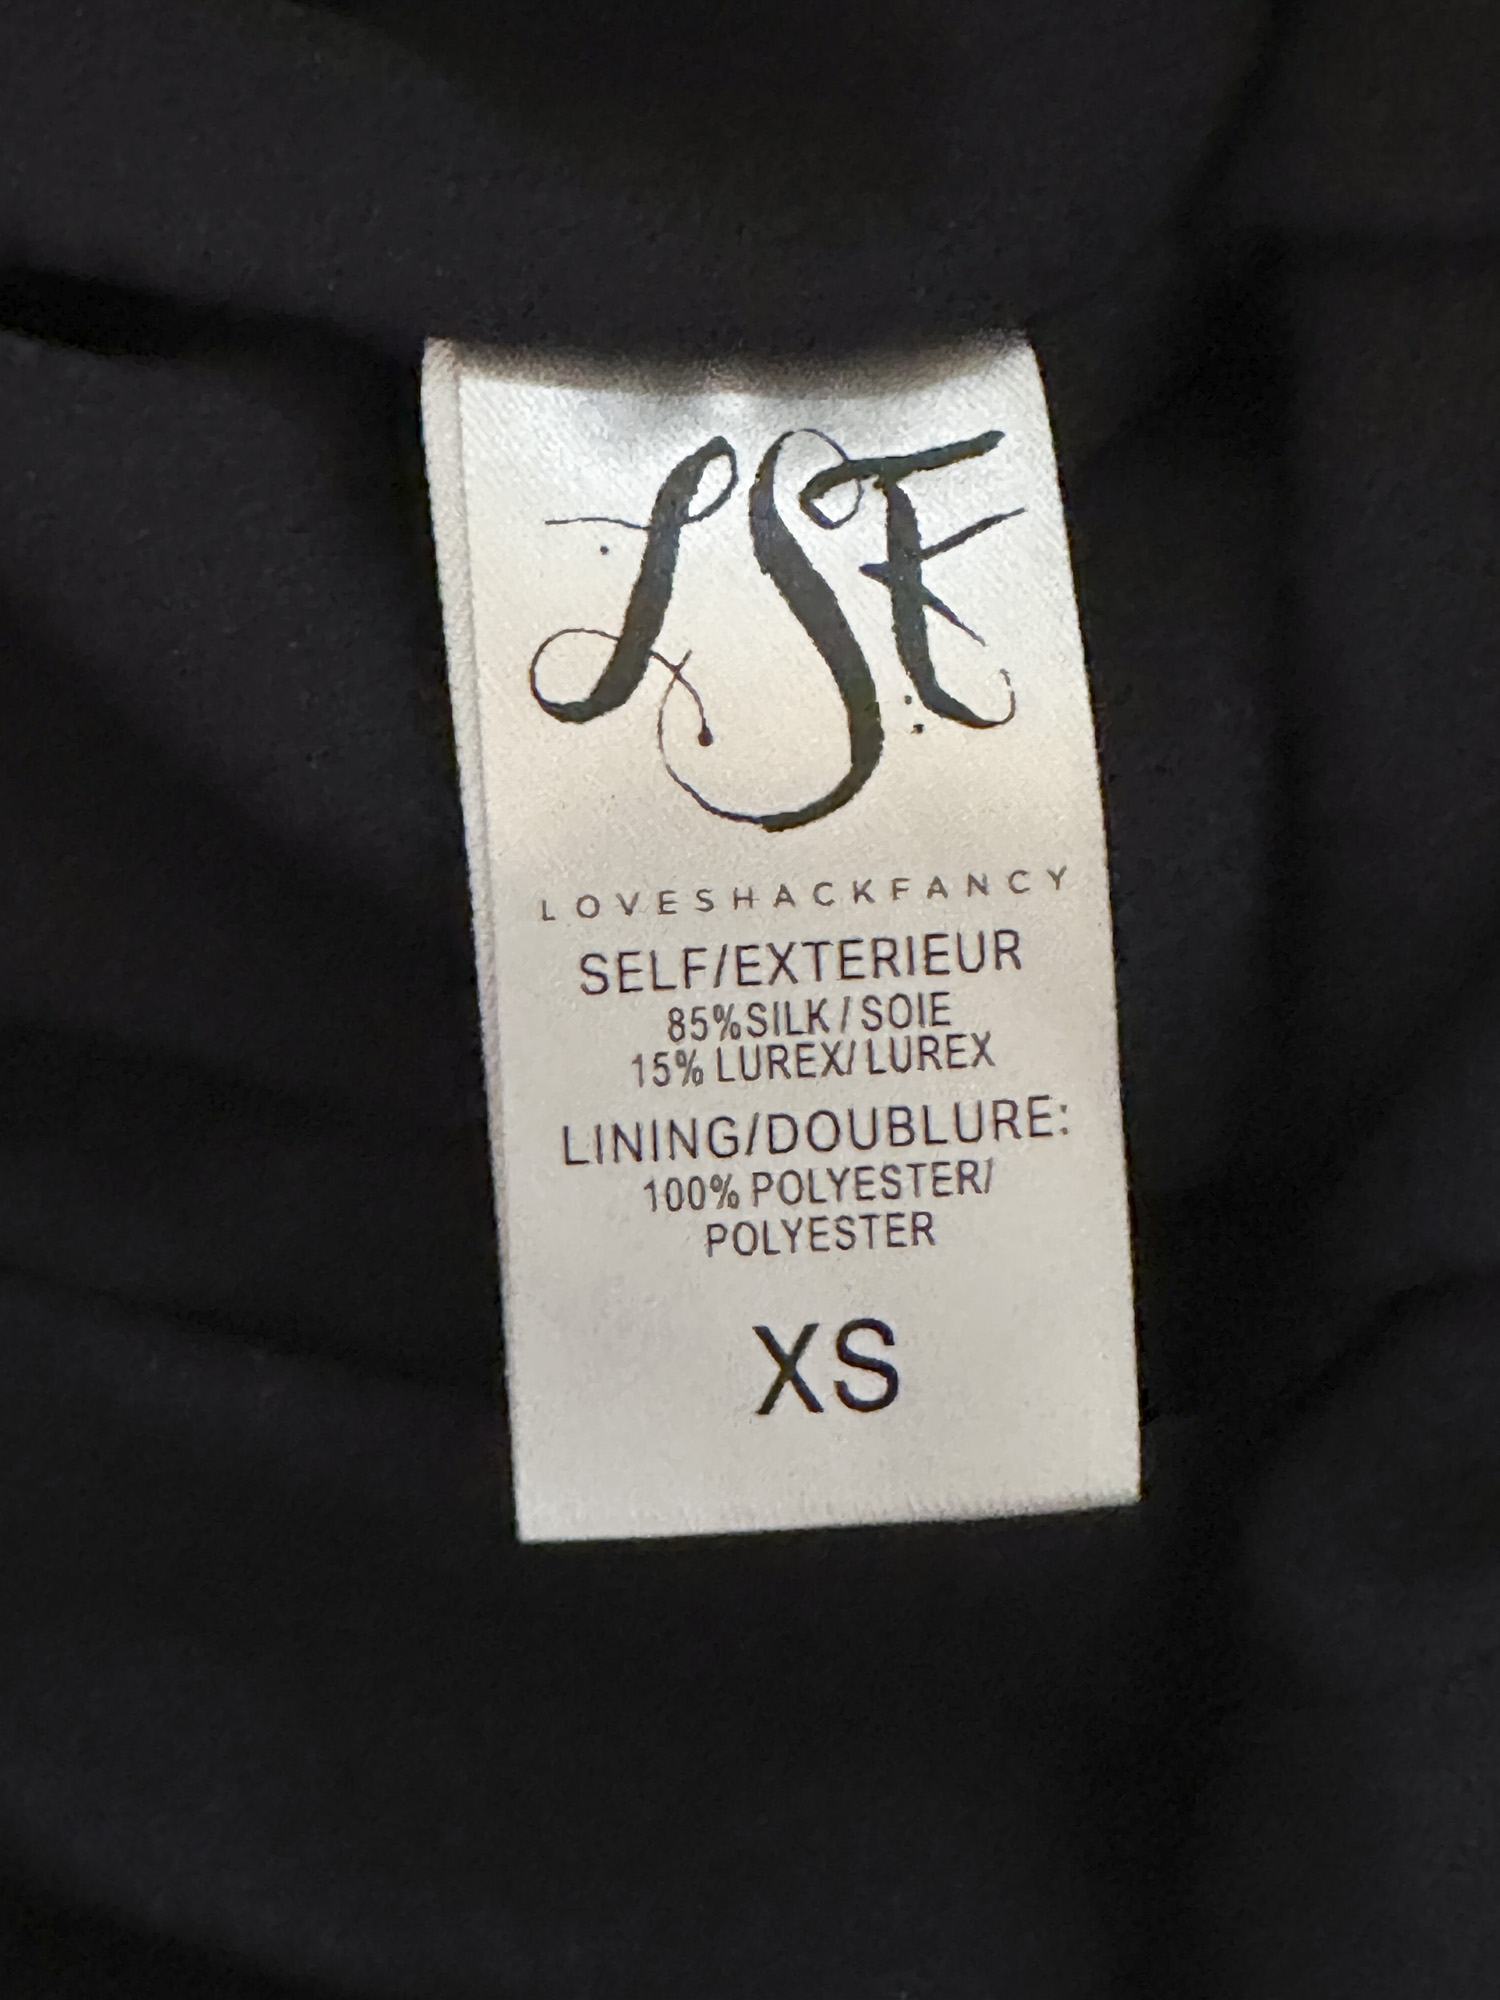 LSF
LOVESHACKFANCY
SELF/EXTERIEUR
85%SILK/SOIE
15% LUREX/LUREX
LINING/DOUBLURE:
100% POLYESTER/
POLYESTER
XS